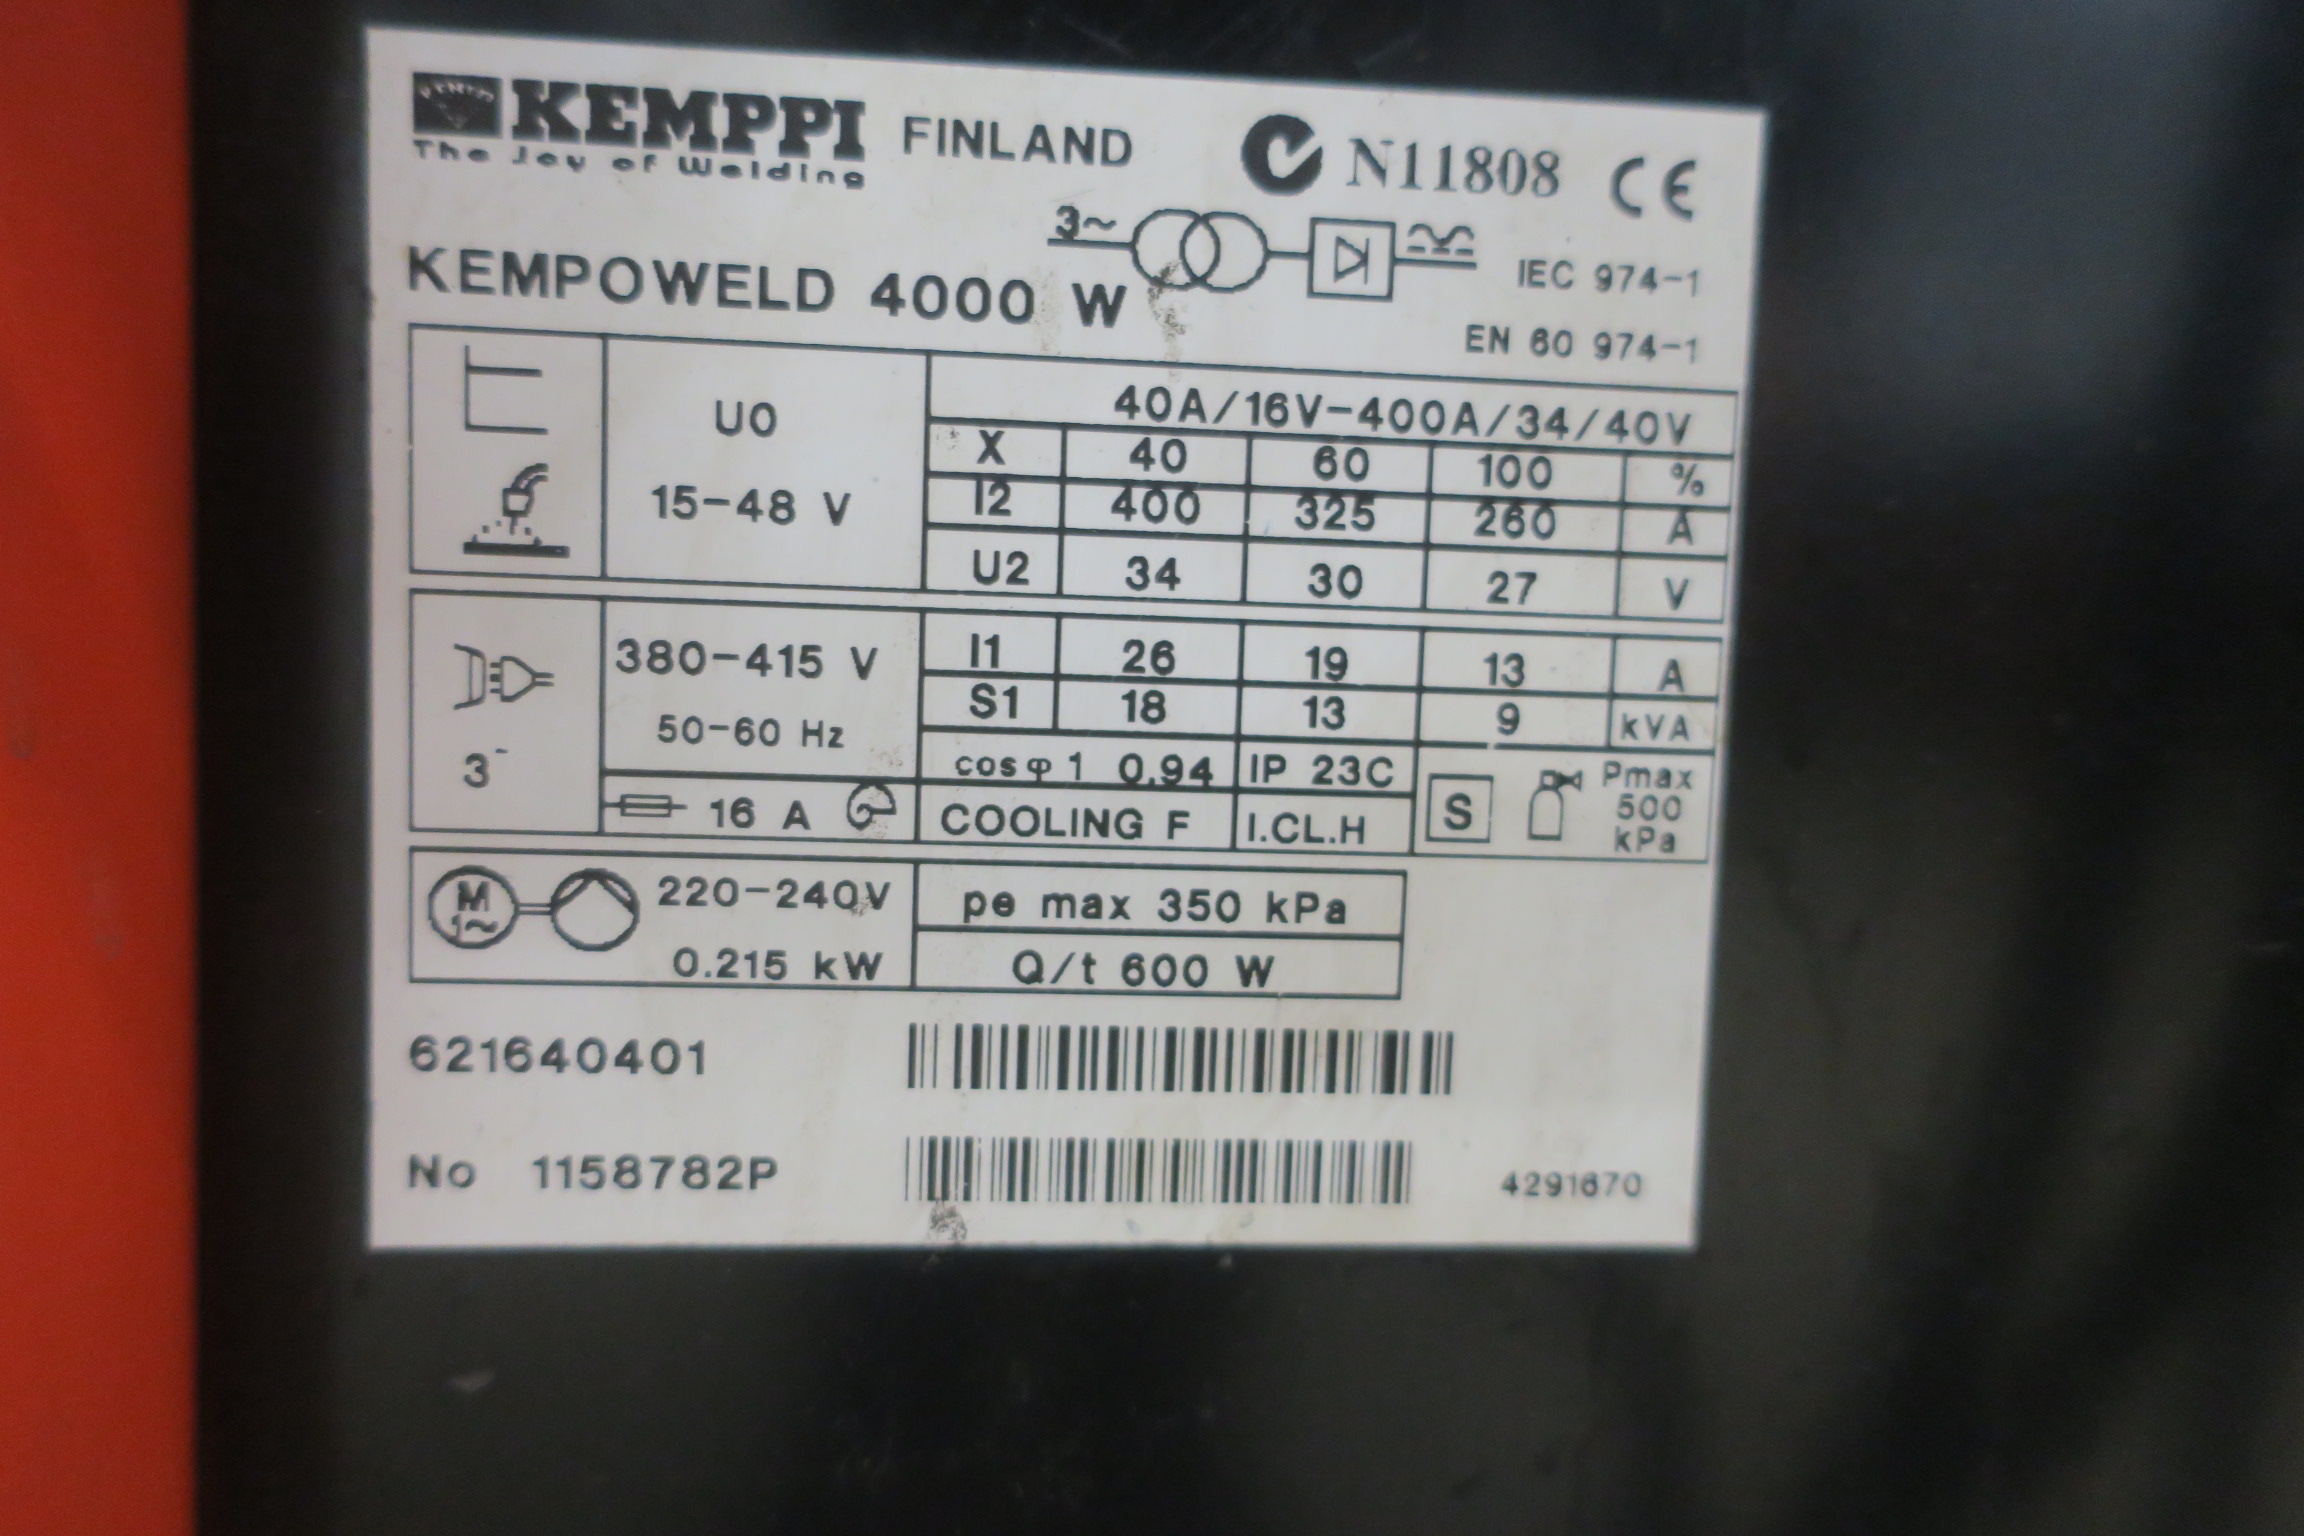 KEMPPI FINLAND N11808 CE
The Joy of Welding
3~
KEMPOWELD 4000 W
IEC 974-1
EN 60 974-1
U0
15-48 V
40A/16V-400A/34/40V
X 40 60 100 %
I2 400 325 260 A
U2 34 30 27 V
3~
380-415 V
50-60 Hz
16 A
I1 26 19 13 A
S1 18 13 9 kVA
cos φ 1 0.94 IP 23C
COOLING F I.CL.H
S
Pmax
500
kPa
M
1~
220-240V
0.215 kW
pe max 350 kPa
Q/t 600 W
621640401
No 1158782P
4291670